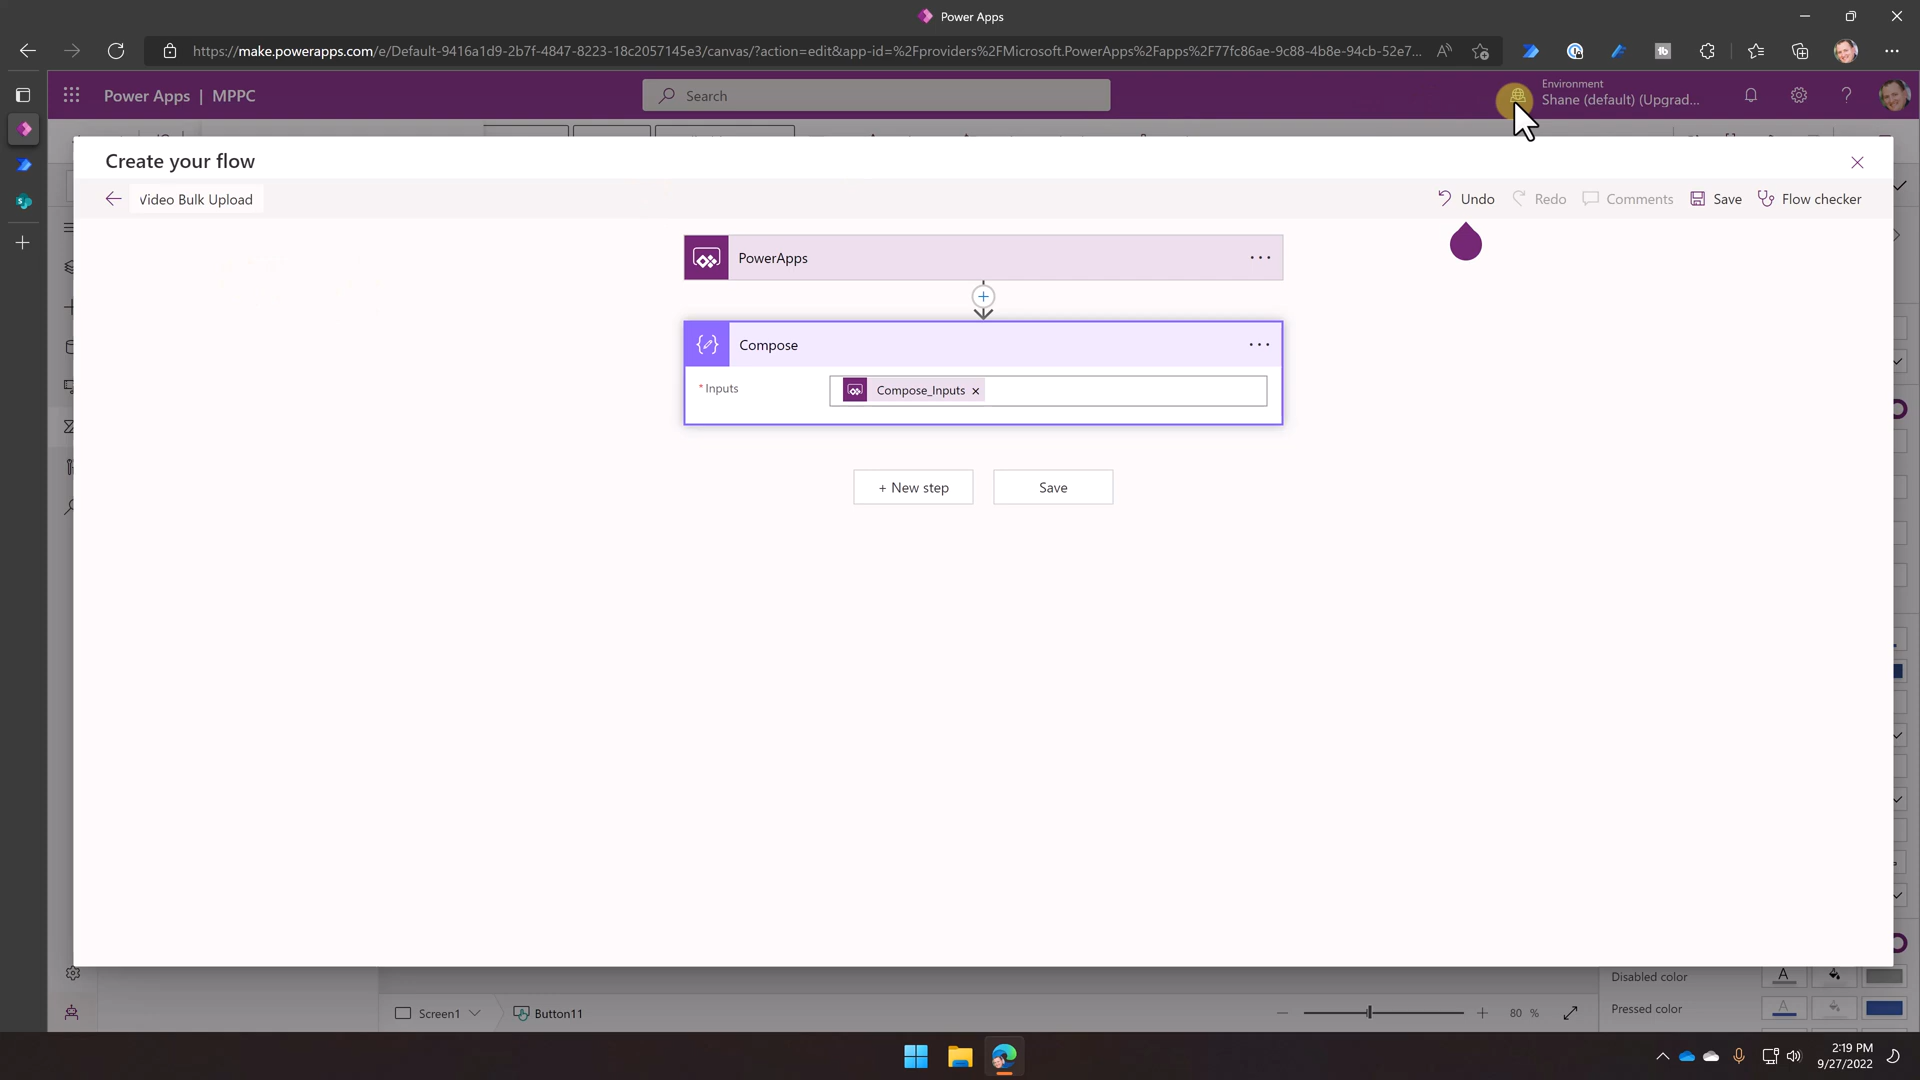 Power Apps
https://make.powerapps.com/e/Default-9416a1d9-2b7f-4847-8223-18c2057145e3/canvas/?action=edit&app-id=%2Fproviders%2FMicrosoft.PowerApps%2Fapps%2F77fc86ae-9c88-4b8e-94cb-52e7...
Power Apps | MPPC
Search
Environment
Shane (default) (Upgrad...
Create your flow
Video Bulk Upload
Undo
Redo
Comments
Save
Flow checker
PowerApps
Compose
* Inputs
Compose_Inputs
+ New step
Save
Disabled color
Pressed color
Screen1
Button11
80 %
2:19 PM
9/27/2022